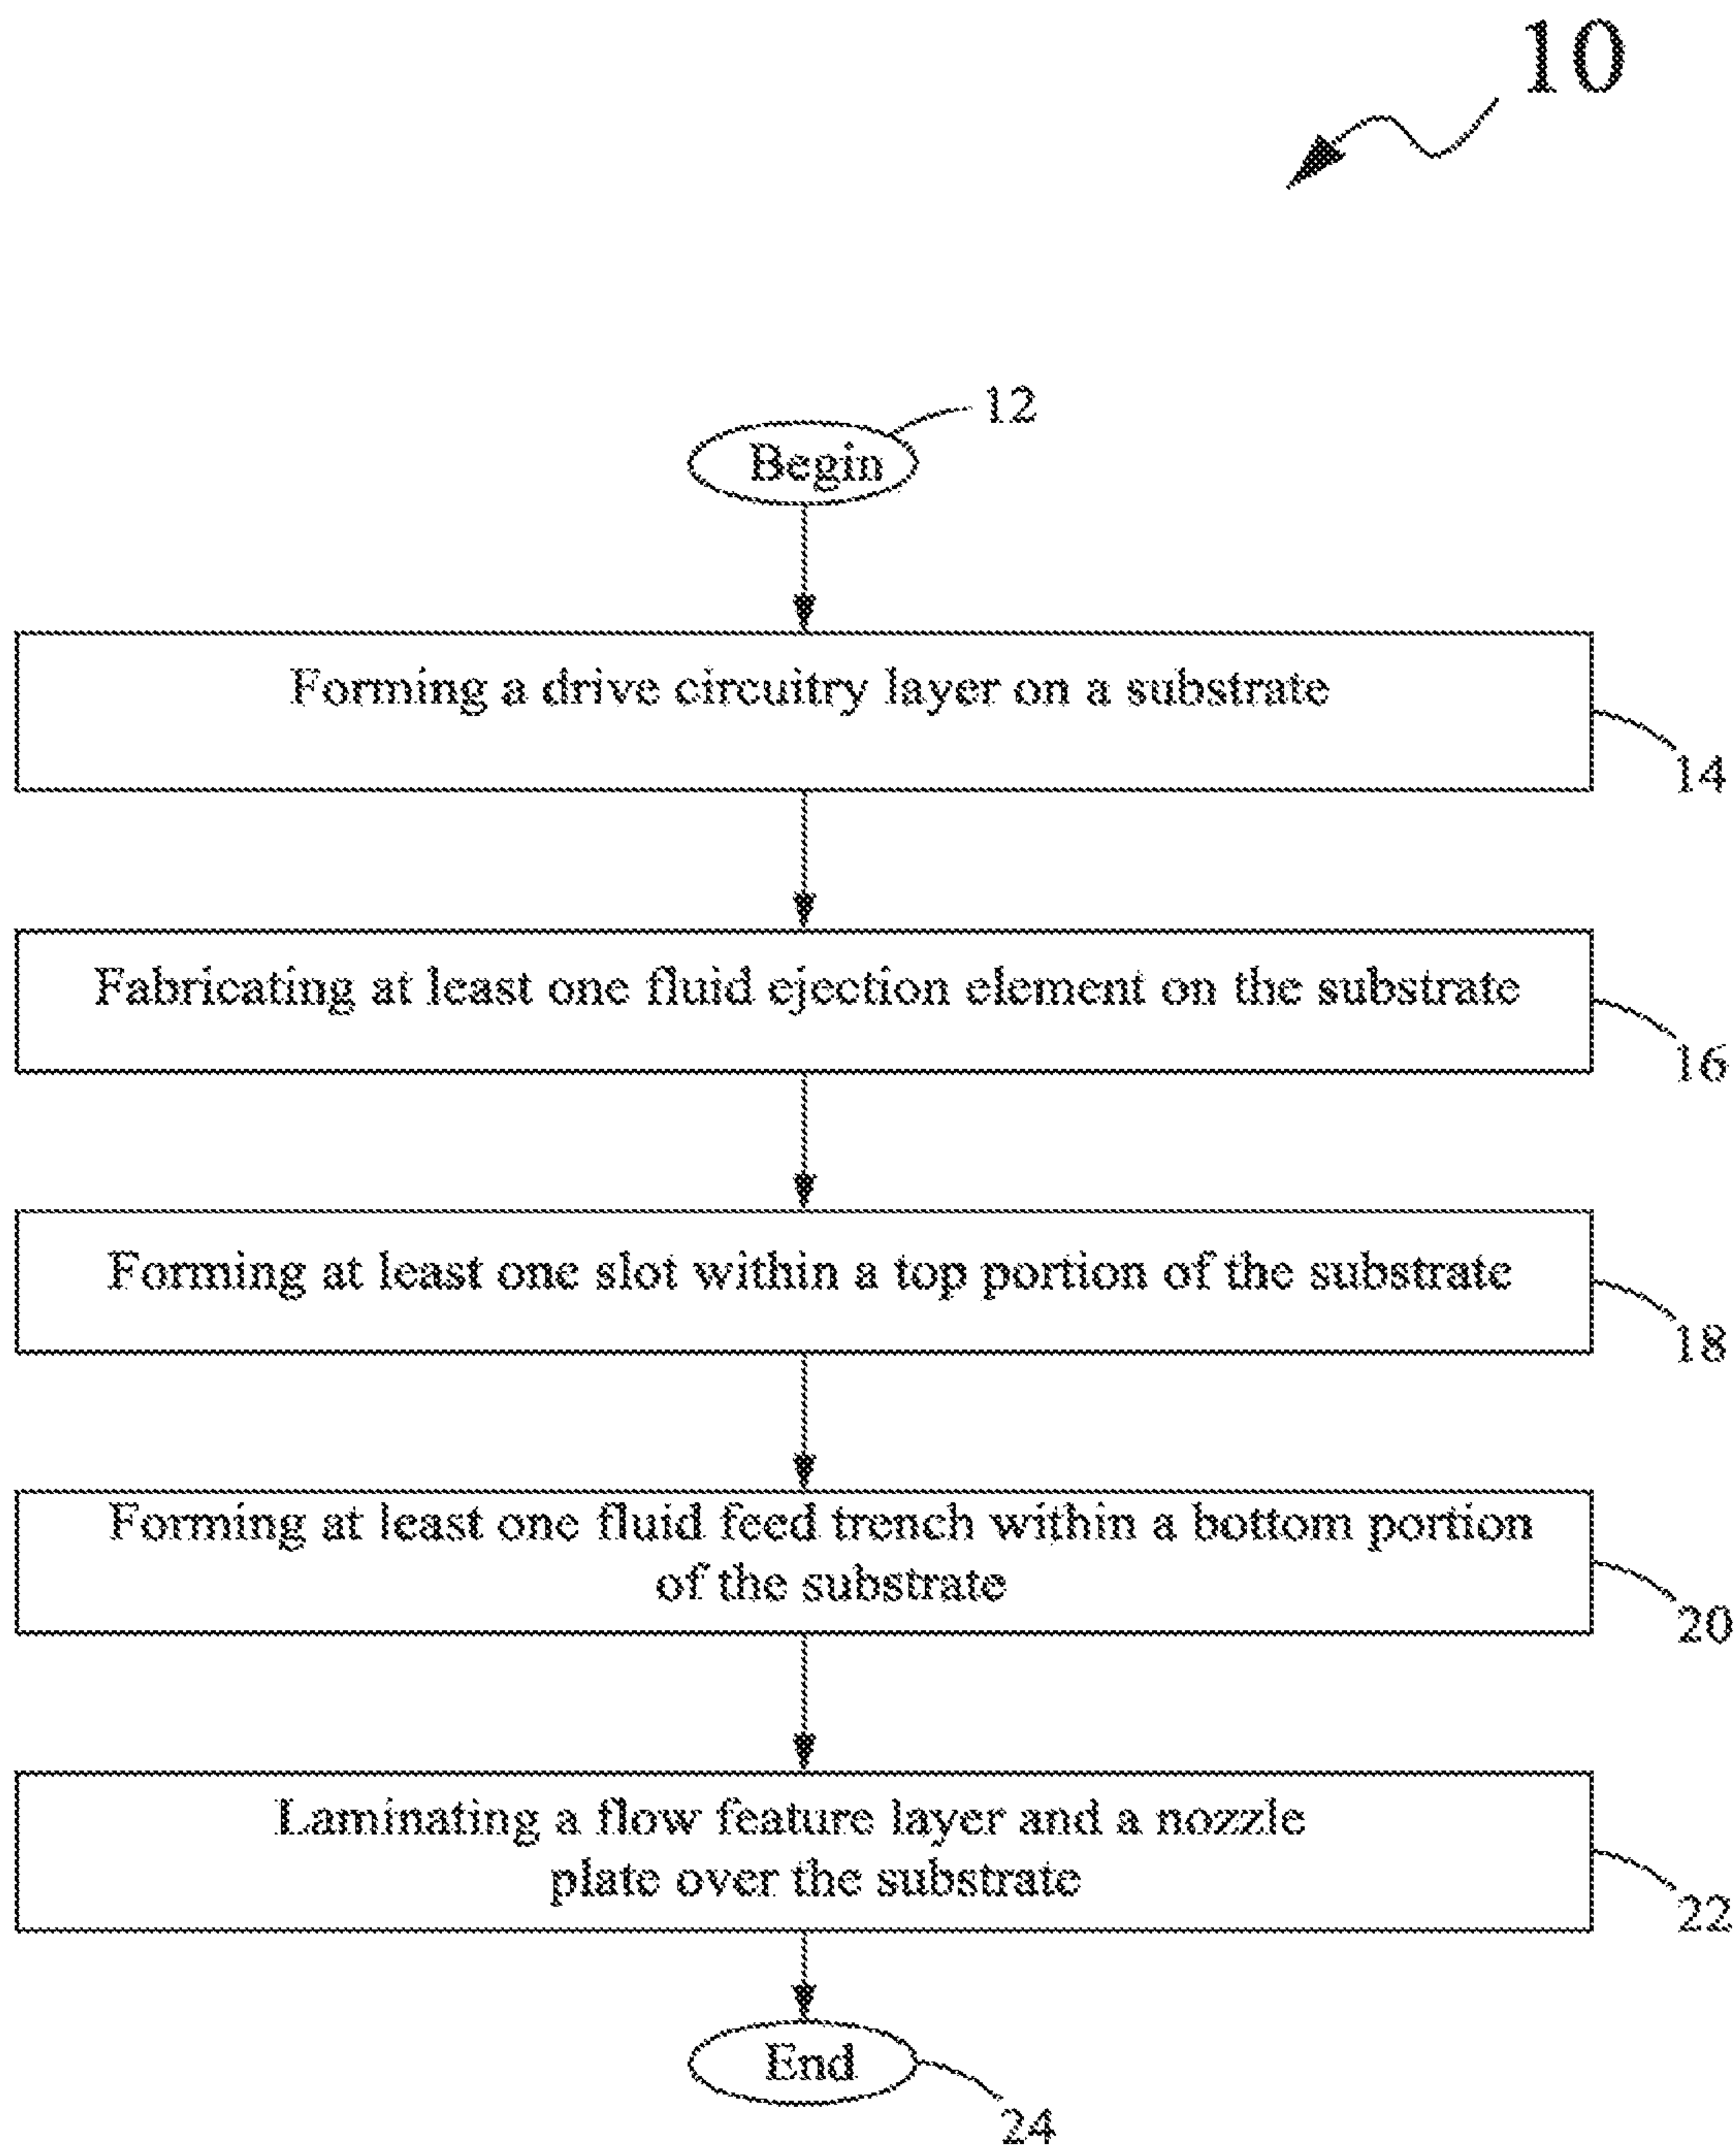 10
12
Begin
Forming a drive circuitry layer on a substrate
14
Fabricating at least one fluid ejection element on the substrate
16
Forming at least one slot within a top portion of the substrate
18
Forming at least one fluid feed trench within a bottom portion
of the substrate
20
Laminating a flow feature layer and a nozzle
plate over the substrate
22
End
24